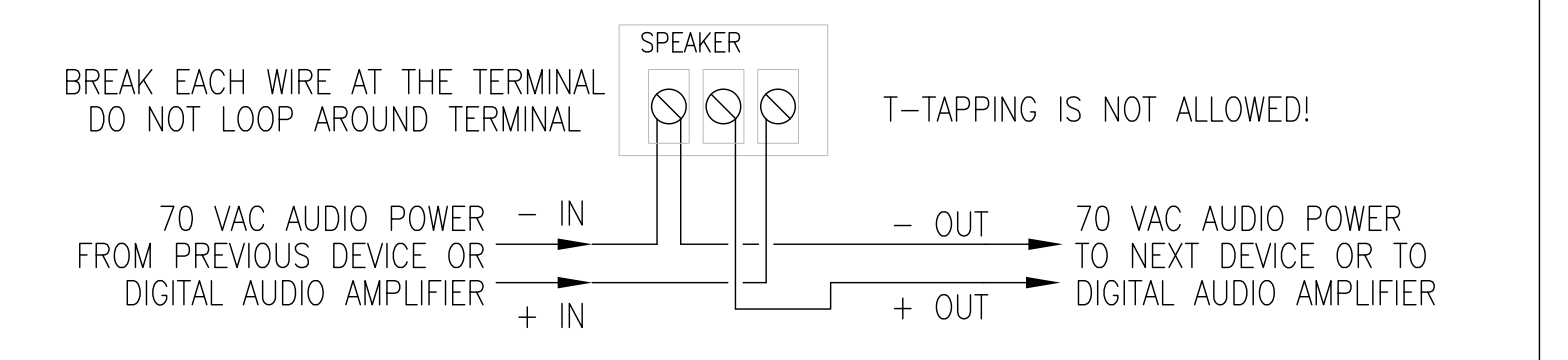 SPEAKER
BREAK EACH WIRE AT THE TERMINAL
DO NOT LOOP AROUND TERMINAL
T-TAPPING IS NOT ALLOWED!
70 VAC AUDIO POWER
FROM PREVIOUS DEVICE OR
DIGITAL AUDIO AMPLIFIER
- IN
+ IN
- OUT
+ OUT
70 VAC AUDIO POWER
TO NEXT DEVICE OR TO
DIGITAL AUDIO AMPLIFIER